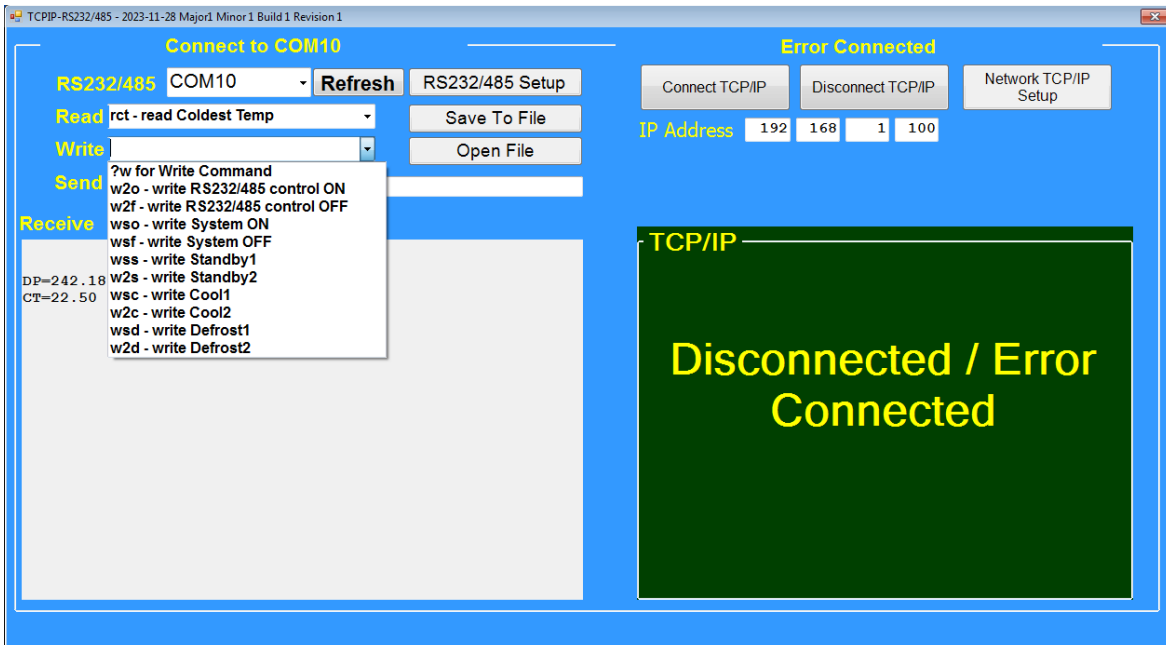 TCPIP-RS232/485 - 2023-11-28 Major1 Minor 1 Build 1 Revision 1
Connect to COM10
RS232/485 COM10 Refresh RS232/485 Setup
Read rct - read Coldest Temp Save To File
Write Open File
?w for Write Command
w2o - write RS232/485 control ON
w2f - write RS232/485 control OFF
wso - write System ON
wsf - write System OFF
wss - write Standby1
w2s - write Standby2
wsc - write Cool1
w2c - write Cool2
wsd - write Defrost1
w2d - write Defrost2
Send
Receive
DP=242.18
CT=22.50
Error Connected
Connect TCP/IP Disconnect TCP/IP Network TCP/IP
Setup
IP Address 192 168 1 100
TCP/IP
Disconnected / Error
Connected